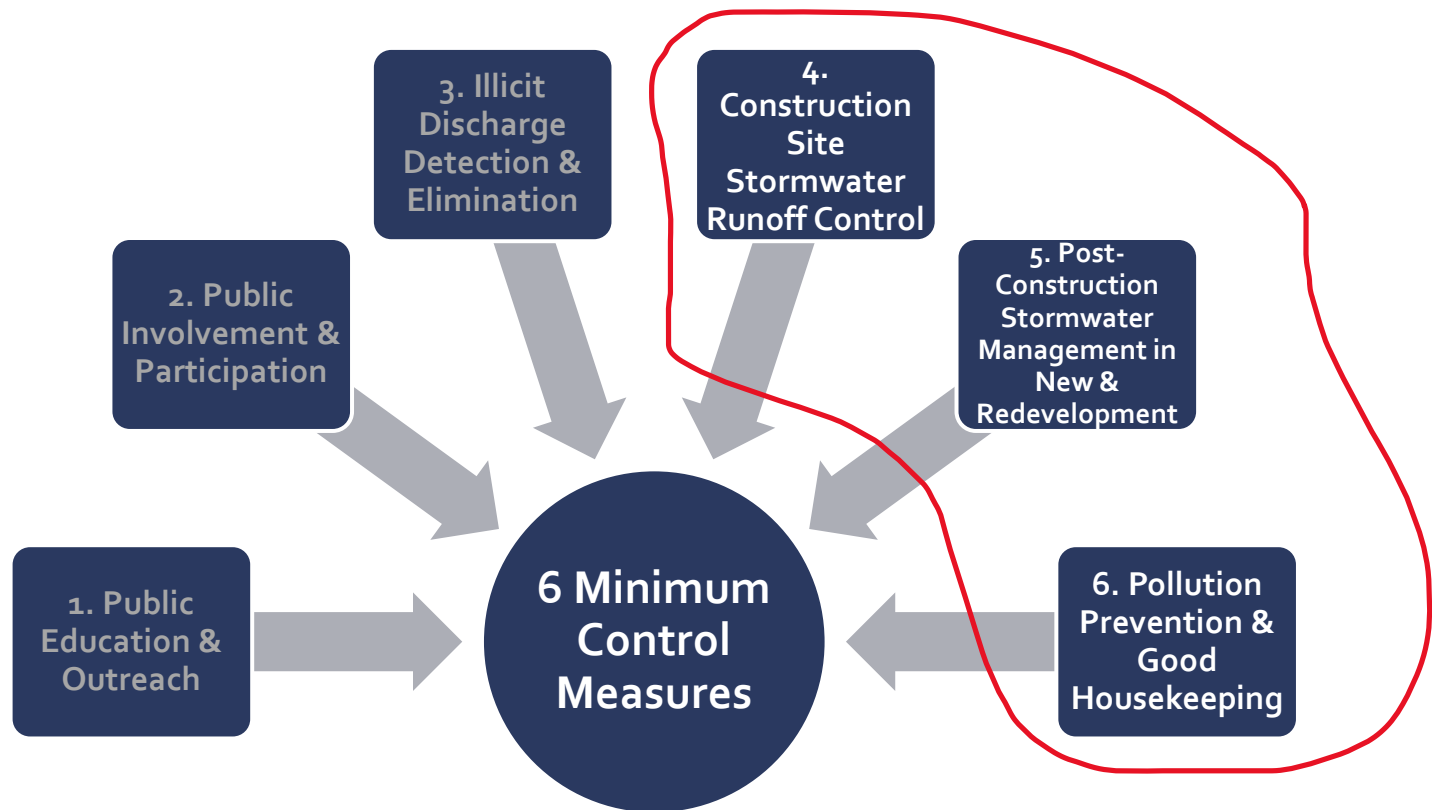 1. Public
Education &
Outreach
2. Public
Involvement &
Participation
3. Illicit
Discharge
Detection &
Elimination
4.
Construction
Site
Stormwater
Runoff Control
5. Post-
Construction
Stormwater
Management in
New &
Redevelopment
6. Pollution
Prevention &
Good
Housekeeping
6 Minimum
Control
Measures